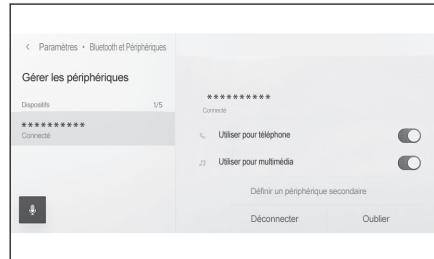 < Paramètres • Bluetooth et Périphériques
Gérer les périphériques
Dispositifs 1/5
**********
Connecté
**********
Connecté
Utiliser pour téléphone
Utiliser pour multimédia
Définir un périphérique secondaire
Déconnecter Oublier